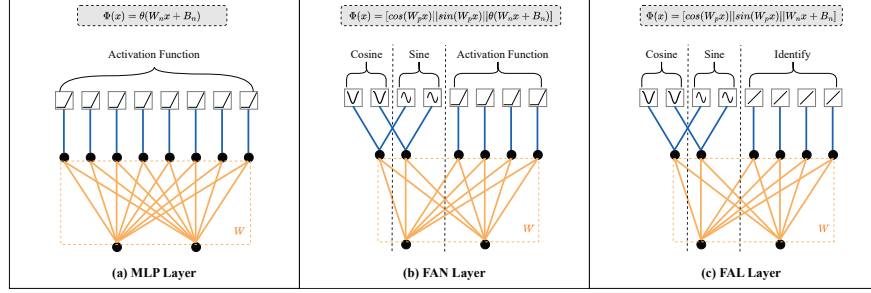 Φ(x) = θ(W_n x + B_n)
Activation Function
W
(a) MLP Layer
Φ(x) = [cos(W_p x)||sin(W_p x)||θ(W_n x + B_n)]
Cosine Sine Activation Function
W
(b) FAN Layer
Φ(x) = [cos(W_p x)||sin(W_p x)||W_n x + B_n]
Cosine Sine Identify
W
(c) FAL Layer